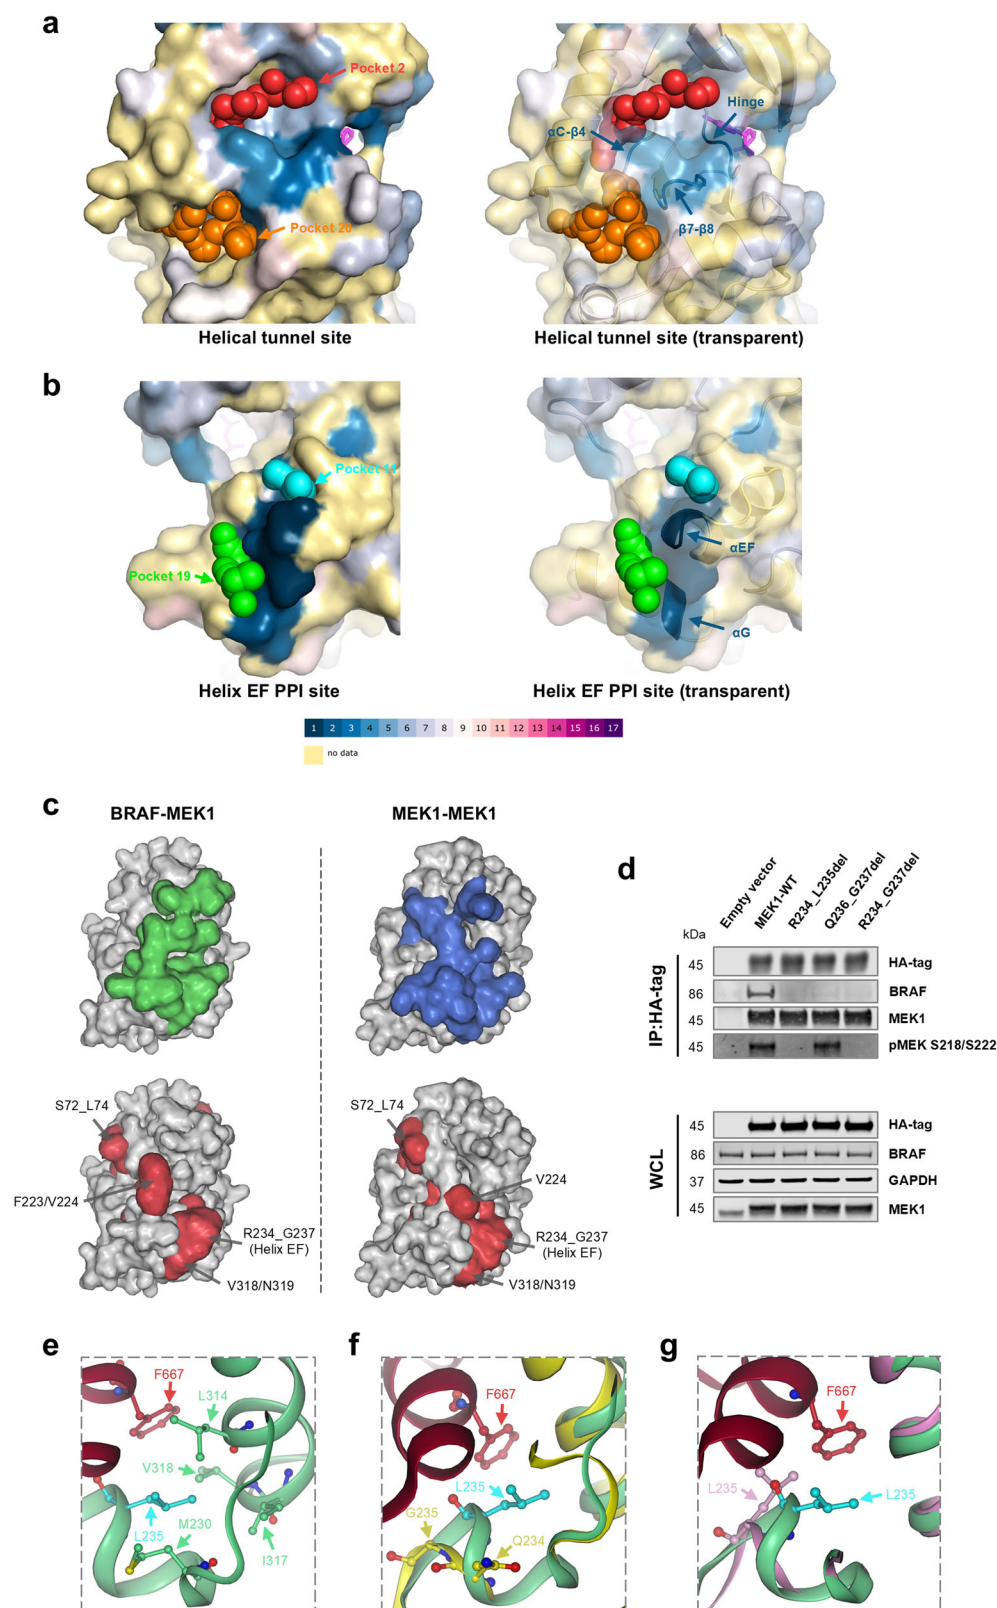 a
Pocket 2
Pocket 20
Helical tunnel site
αC-β4
Hinge
β7-β8
Helical tunnel site (transparent)
b
Pocket 11
Pocket 19
Helix EF PPI site
αEF
αG
Helix EF PPI site (transparent)
1 2 3 4 5 6 7 8 9 10 11 12 13 14 15 16 17
no data
c
BRAF-MEK1
MEK1-MEK1
S72_L74
F223/V224
R234_G237
(Helix EF)
V318/N319
S72_L74
V224
R234_G237
(Helix EF)
V318/N319
d
Empty vector
MEK1-WT
R234_L235del
Q236_G237del
R234_G237del
kDa
IP:HA-tag
45 HA-tag
86 BRAF
45 MEK1
45 pMEK S218/S222
WCL
45 HA-tag
86 BRAF
37 GAPDH
45 MEK1
e
F667
L314
V318
L235
M230
I317
f
F667
L235
G235
Q234
g
F667
L235
L235